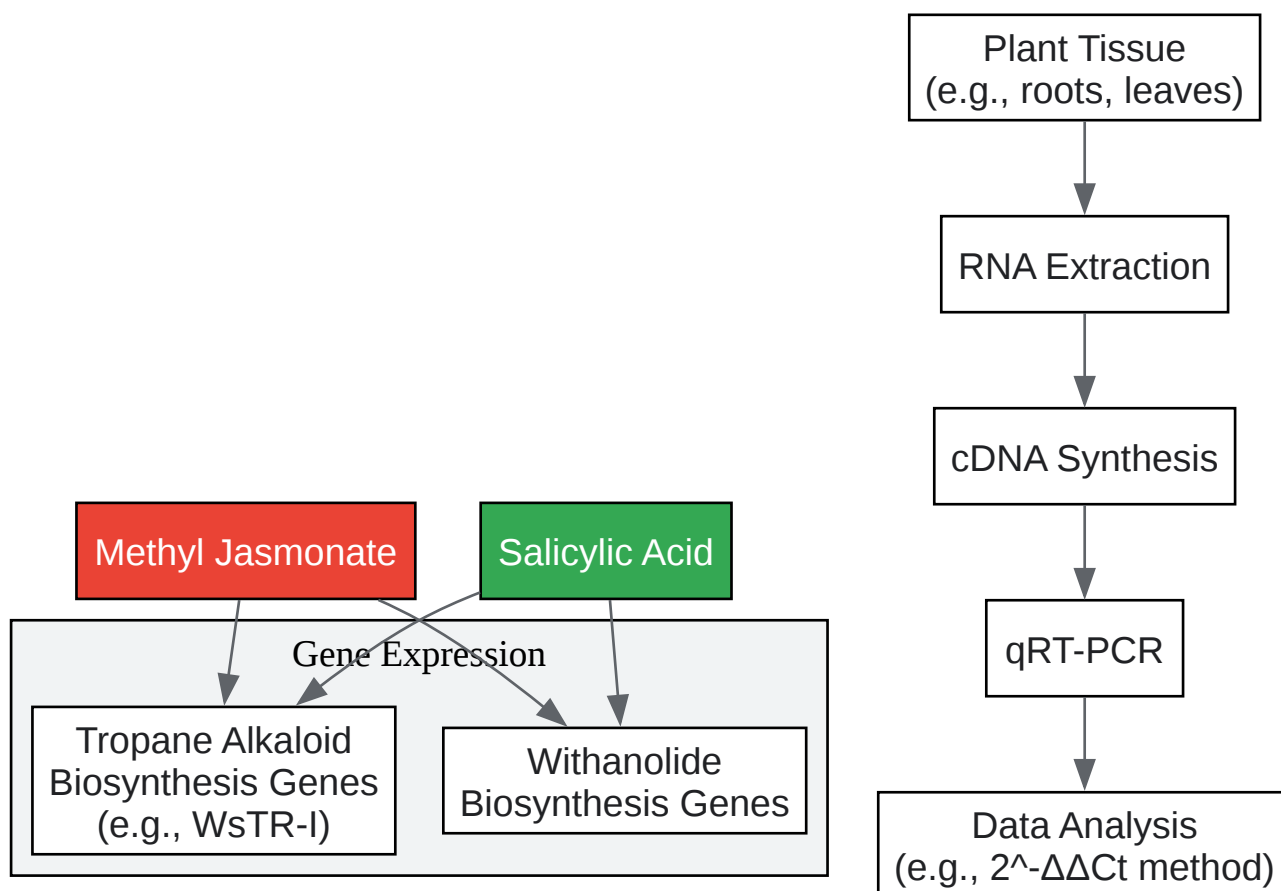 Plant Tissue
(e.g., roots, leaves)
RNA Extraction
cDNA Synthesis
Methyl Jasmonate
Salicylic Acid
Gene Expression
qRT-PCR
Tropane Alkaloid
Biosynthesis Genes
(e.g., WsTR-I)
Withanolide
Biosynthesis Genes
Data Analysis
(e.g., 2^-ΔΔCt method)